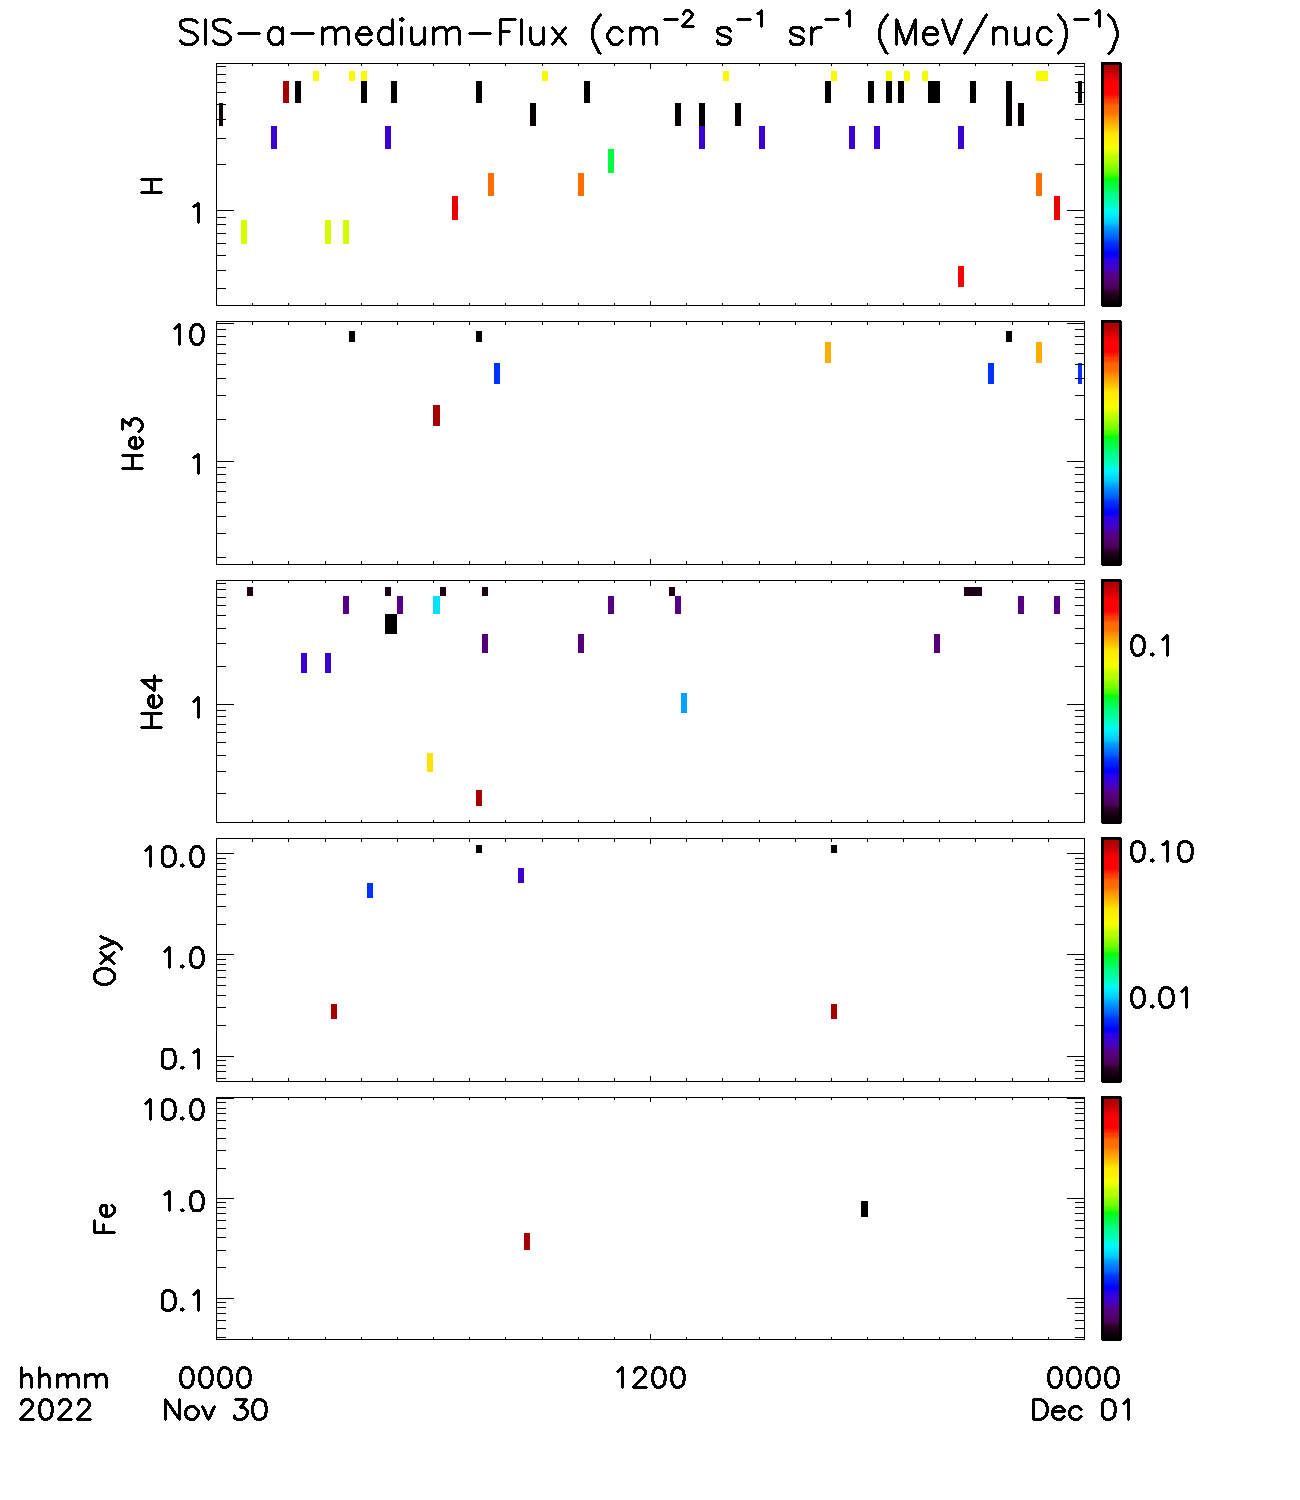 SIS-a-medium-Flux (cm⁻² s⁻¹ sr⁻¹ (MeV/nuc)⁻¹)
H
1
He3
10
1
He4
1
0.1
Oxy
10.0
1.0
0.1
0.10
0.01
Fe
10.0
1.0
0.1
hhmm 0000 1200 0000
2022 Nov 30 Dec 01